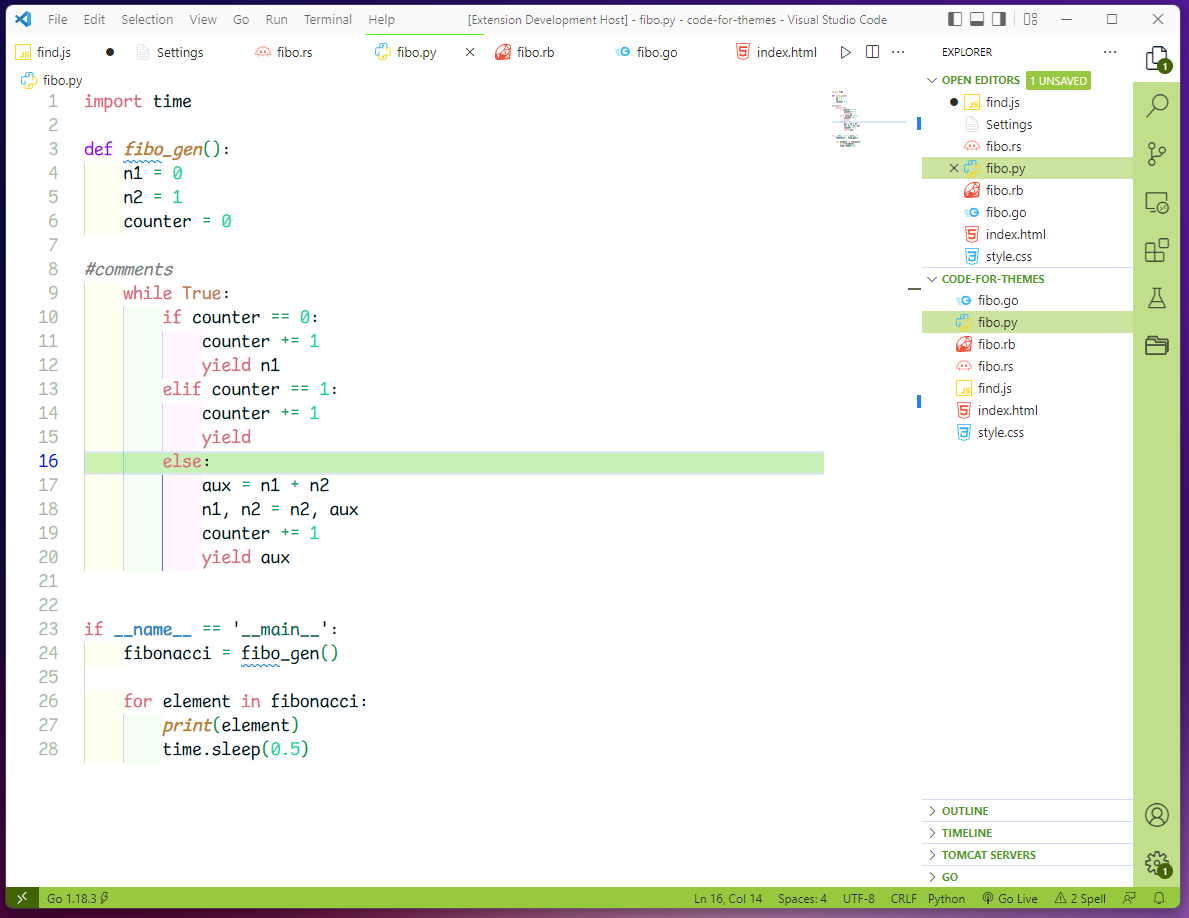 File Edit Selection View Go Run Terminal Help [Extension Development Host] - fibo.py - code-for-themes - Visual Studio Code
find.js Settings fibo.rs fibo.py fibo.rb fibo.go index.html
fibo.py
1 import time
2
3 def fibo_gen():
4 n1 = 0
5 n2 = 1
6 counter = 0
7
8 #comments
9 while True:
10 if counter == 0:
11 counter += 1
12 yield n1
13 elif counter == 1:
14 counter += 1
15 yield
16 else:
17 aux = n1 + n2
18 n1, n2 = n2, aux
19 counter += 1
20 yield aux
21
22
23 if __name__ == '__main__':
24 fibonacci = fibo_gen()
25
26 for element in fibonacci:
27 print(element)
28 time.sleep(0.5)
EXPLORER
OPEN EDITORS 1 UNSAVED
find.js
Settings
fibo.rs
fibo.py
fibo.rb
fibo.go
index.html
style.css
CODE-FOR-THEMES
fibo.go
fibo.py
fibo.rb
fibo.rs
find.js
index.html
style.css
OUTLINE
TIMELINE
TOMCAT SERVERS
GO
1
1
Go 1.18.3 Ln 16, Col 14 Spaces: 4 UTF-8 CRLF Python Go Live 2 Spell